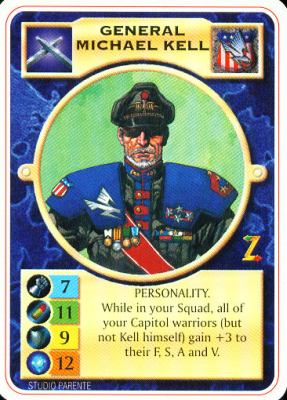 GENERAL
MICHAEL KELL
7
11
9
12
PERSONALITY.
While in your Squad, all of
your Capitol warriors (but
not Kell himself) gain +3 to
their F, S, A and V.
STUDIO PARENTE
Z